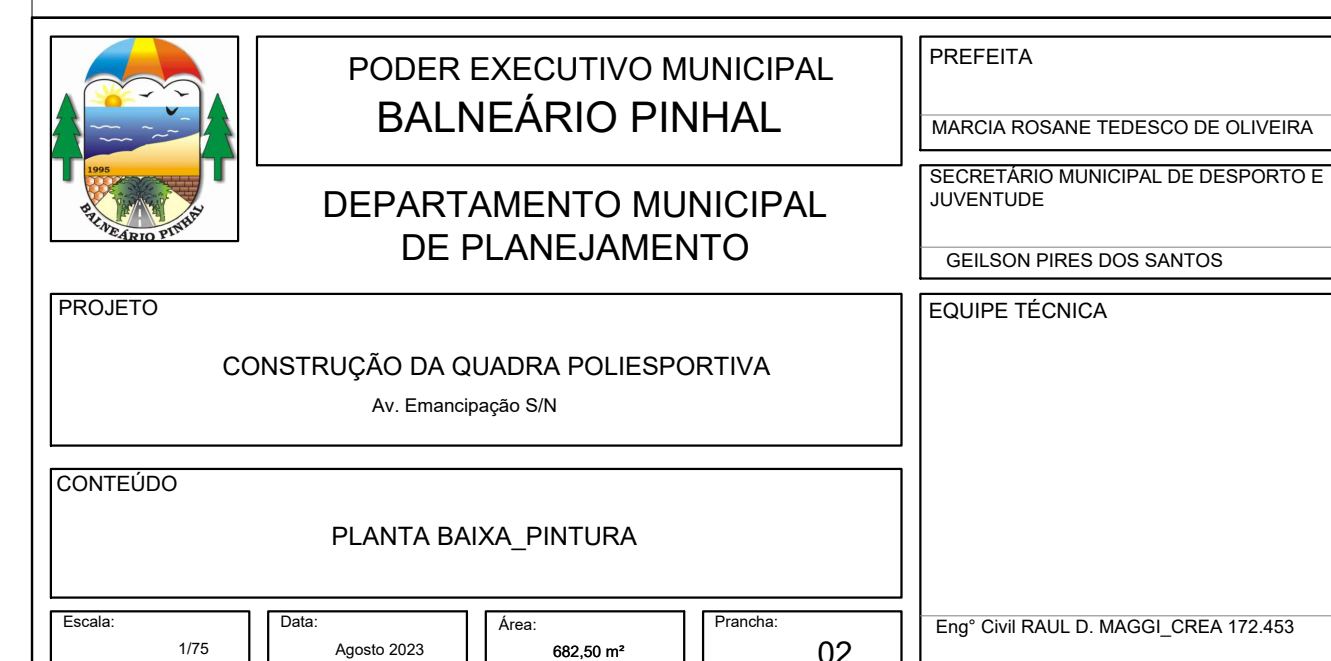 1995
BALNEÁRIO PINHAL
PODER EXECUTIVO MUNICIPAL
BALNEÁRIO PINHAL
DEPARTAMENTO MUNICIPAL
DE PLANEJAMENTO
PREFEITA
MARCIA ROSANE TEDESCO DE OLIVEIRA
SECRETÁRIO MUNICIPAL DE DESPORTO E
JUVENTUDE
GEILSON PIRES DOS SANTOS
PROJETO
CONSTRUÇÃO DA QUADRA POLIESPORTIVA
Av. Emancipação S/N
CONTEÚDO
PLANTA BAIXA_PINTURA
Escala:
1/75
Data:
Agosto 2023
Área:
682,50 m²
Prancha:
02
EQUIPE TÉCNICA
Eng° Civil RAUL D. MAGGI_CREA 172.453